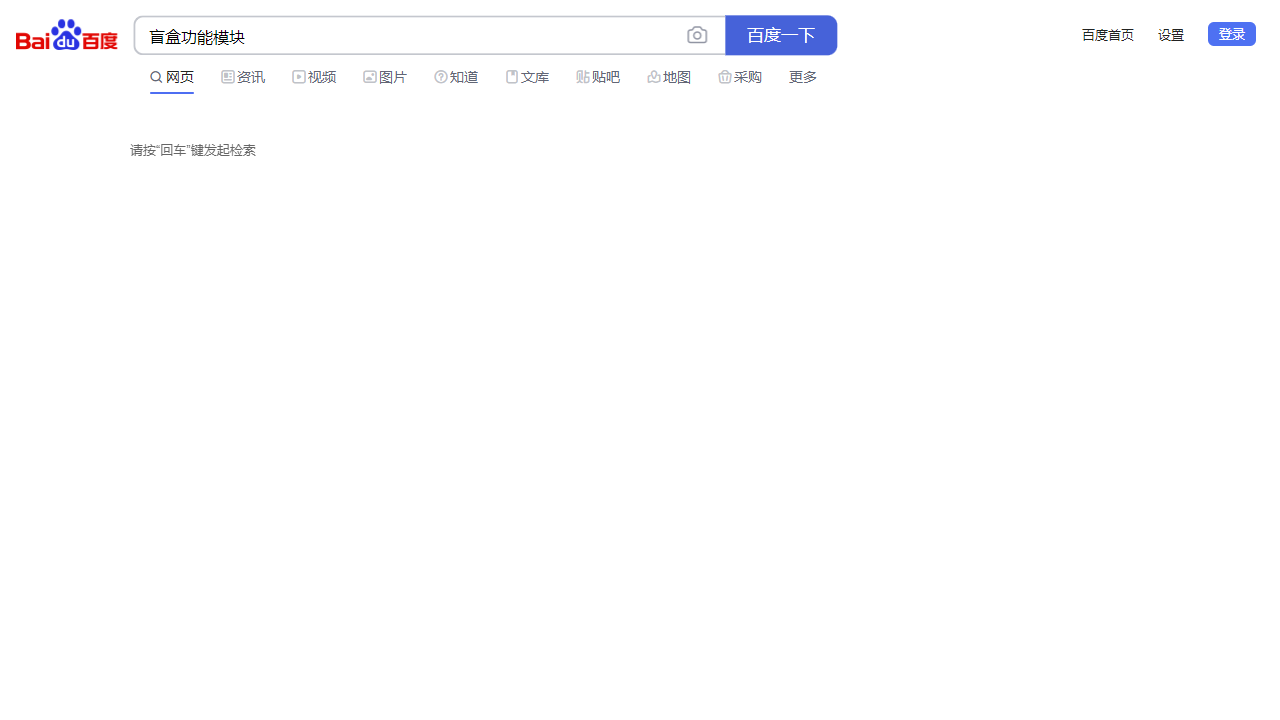 Bai du 百度 盲盒功能模块 百度一下 百度首页 设置 登录
网页 资讯 视频 图片 知道 文库 贴 贴吧 地图 采购 更多
请按“回车”键发起检索